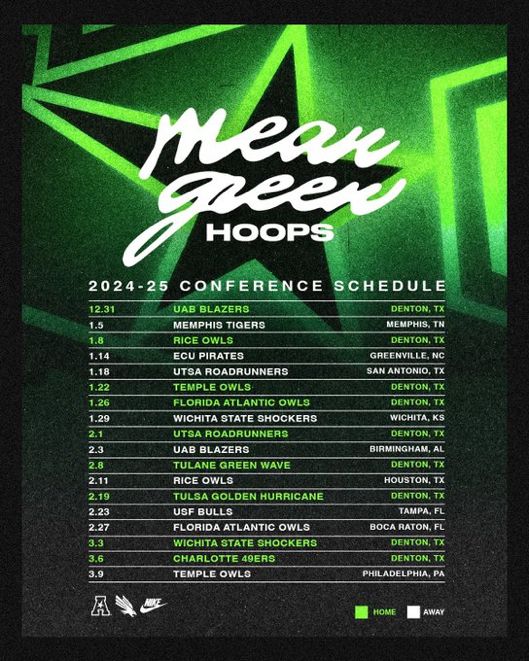 mean
green
HOOPS
2024-25 CONFERENCE SCHEDULE
12.31 UAB BLAZERS DENTON, TX
1.5 MEMPHIS TIGERS MEMPHIS, TN
1.8 RICE OWLS DENTON, TX
1.14 ECU PIRATES GREENVILLE, NC
1.18 UTSA ROADRUNNERS SAN ANTONIO, TX
1.22 TEMPLE OWLS DENTON, TX
1.26 FLORIDA ATLANTIC OWLS DENTON, TX
1.29 WICHITA STATE SHOCKERS WICHITA, KS
2.1 UTSA ROADRUNNERS DENTON, TX
2.3 UAB BLAZERS BIRMINGHAM, AL
2.8 TULANE GREEN WAVE DENTON, TX
2.11 RICE OWLS HOUSTON, TX
2.19 TULSA GOLDEN HURRICANE DENTON, TX
2.23 USF BULLS TAMPA, FL
2.27 FLORIDA ATLANTIC OWLS BOCA RATON, FL
3.3 WICHITA STATE SHOCKERS DENTON, TX
3.6 CHARLOTTE 49ERS DENTON, TX
3.9 TEMPLE OWLS PHILADELPHIA, PA
NIKE HOME AWAY